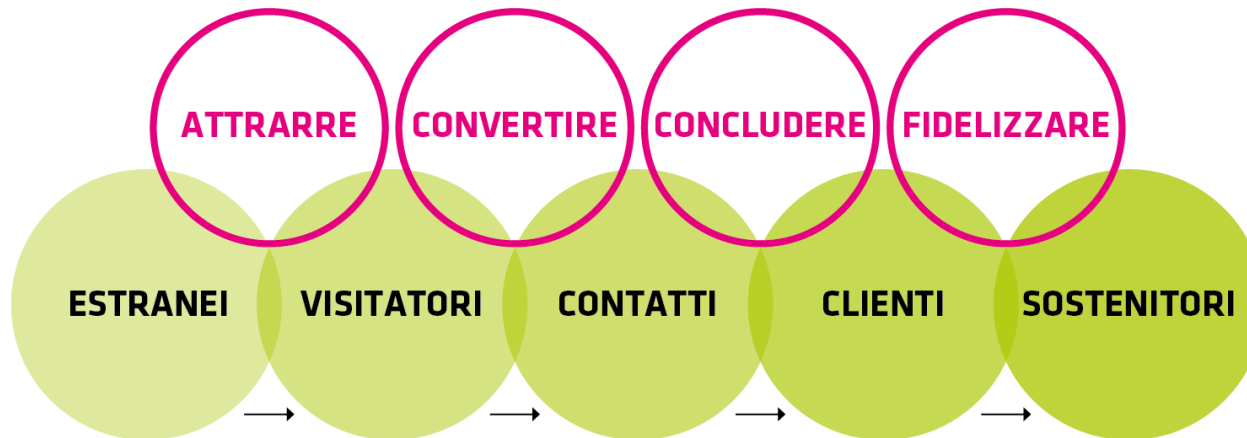 ATTRARRE CONVERTIRE CONCLUDERE FIDELIZZARE
ESTRANEI VISITATORI CONTATTI CLIENTI SOSTENITORI